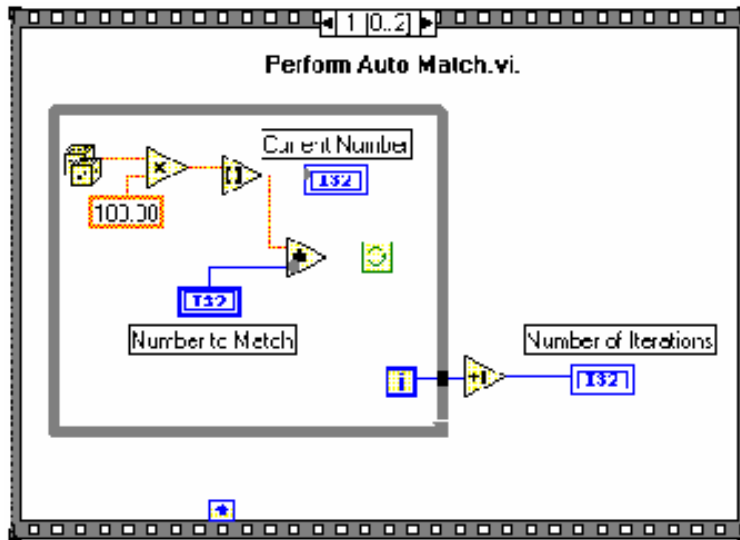 1 [0..2]
Perform Auto Match.vi.
Current Number
I32
100.00
I32
Number to Match
Number of Iterations
i
+1
I32